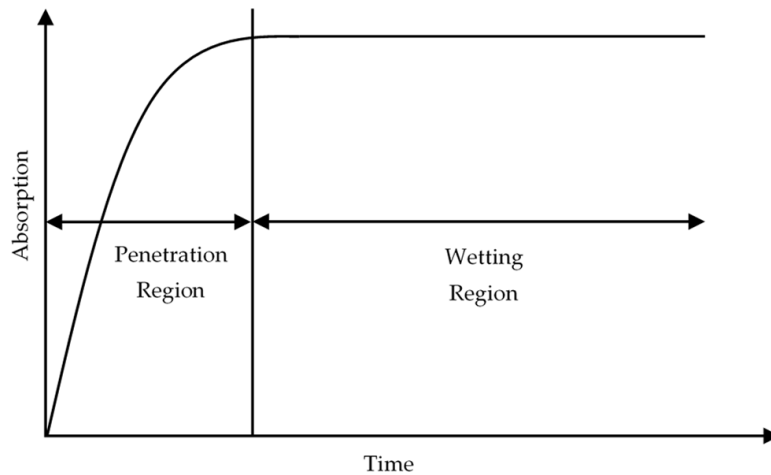 Absorption
Penetration
Region
Wetting
Region
Time